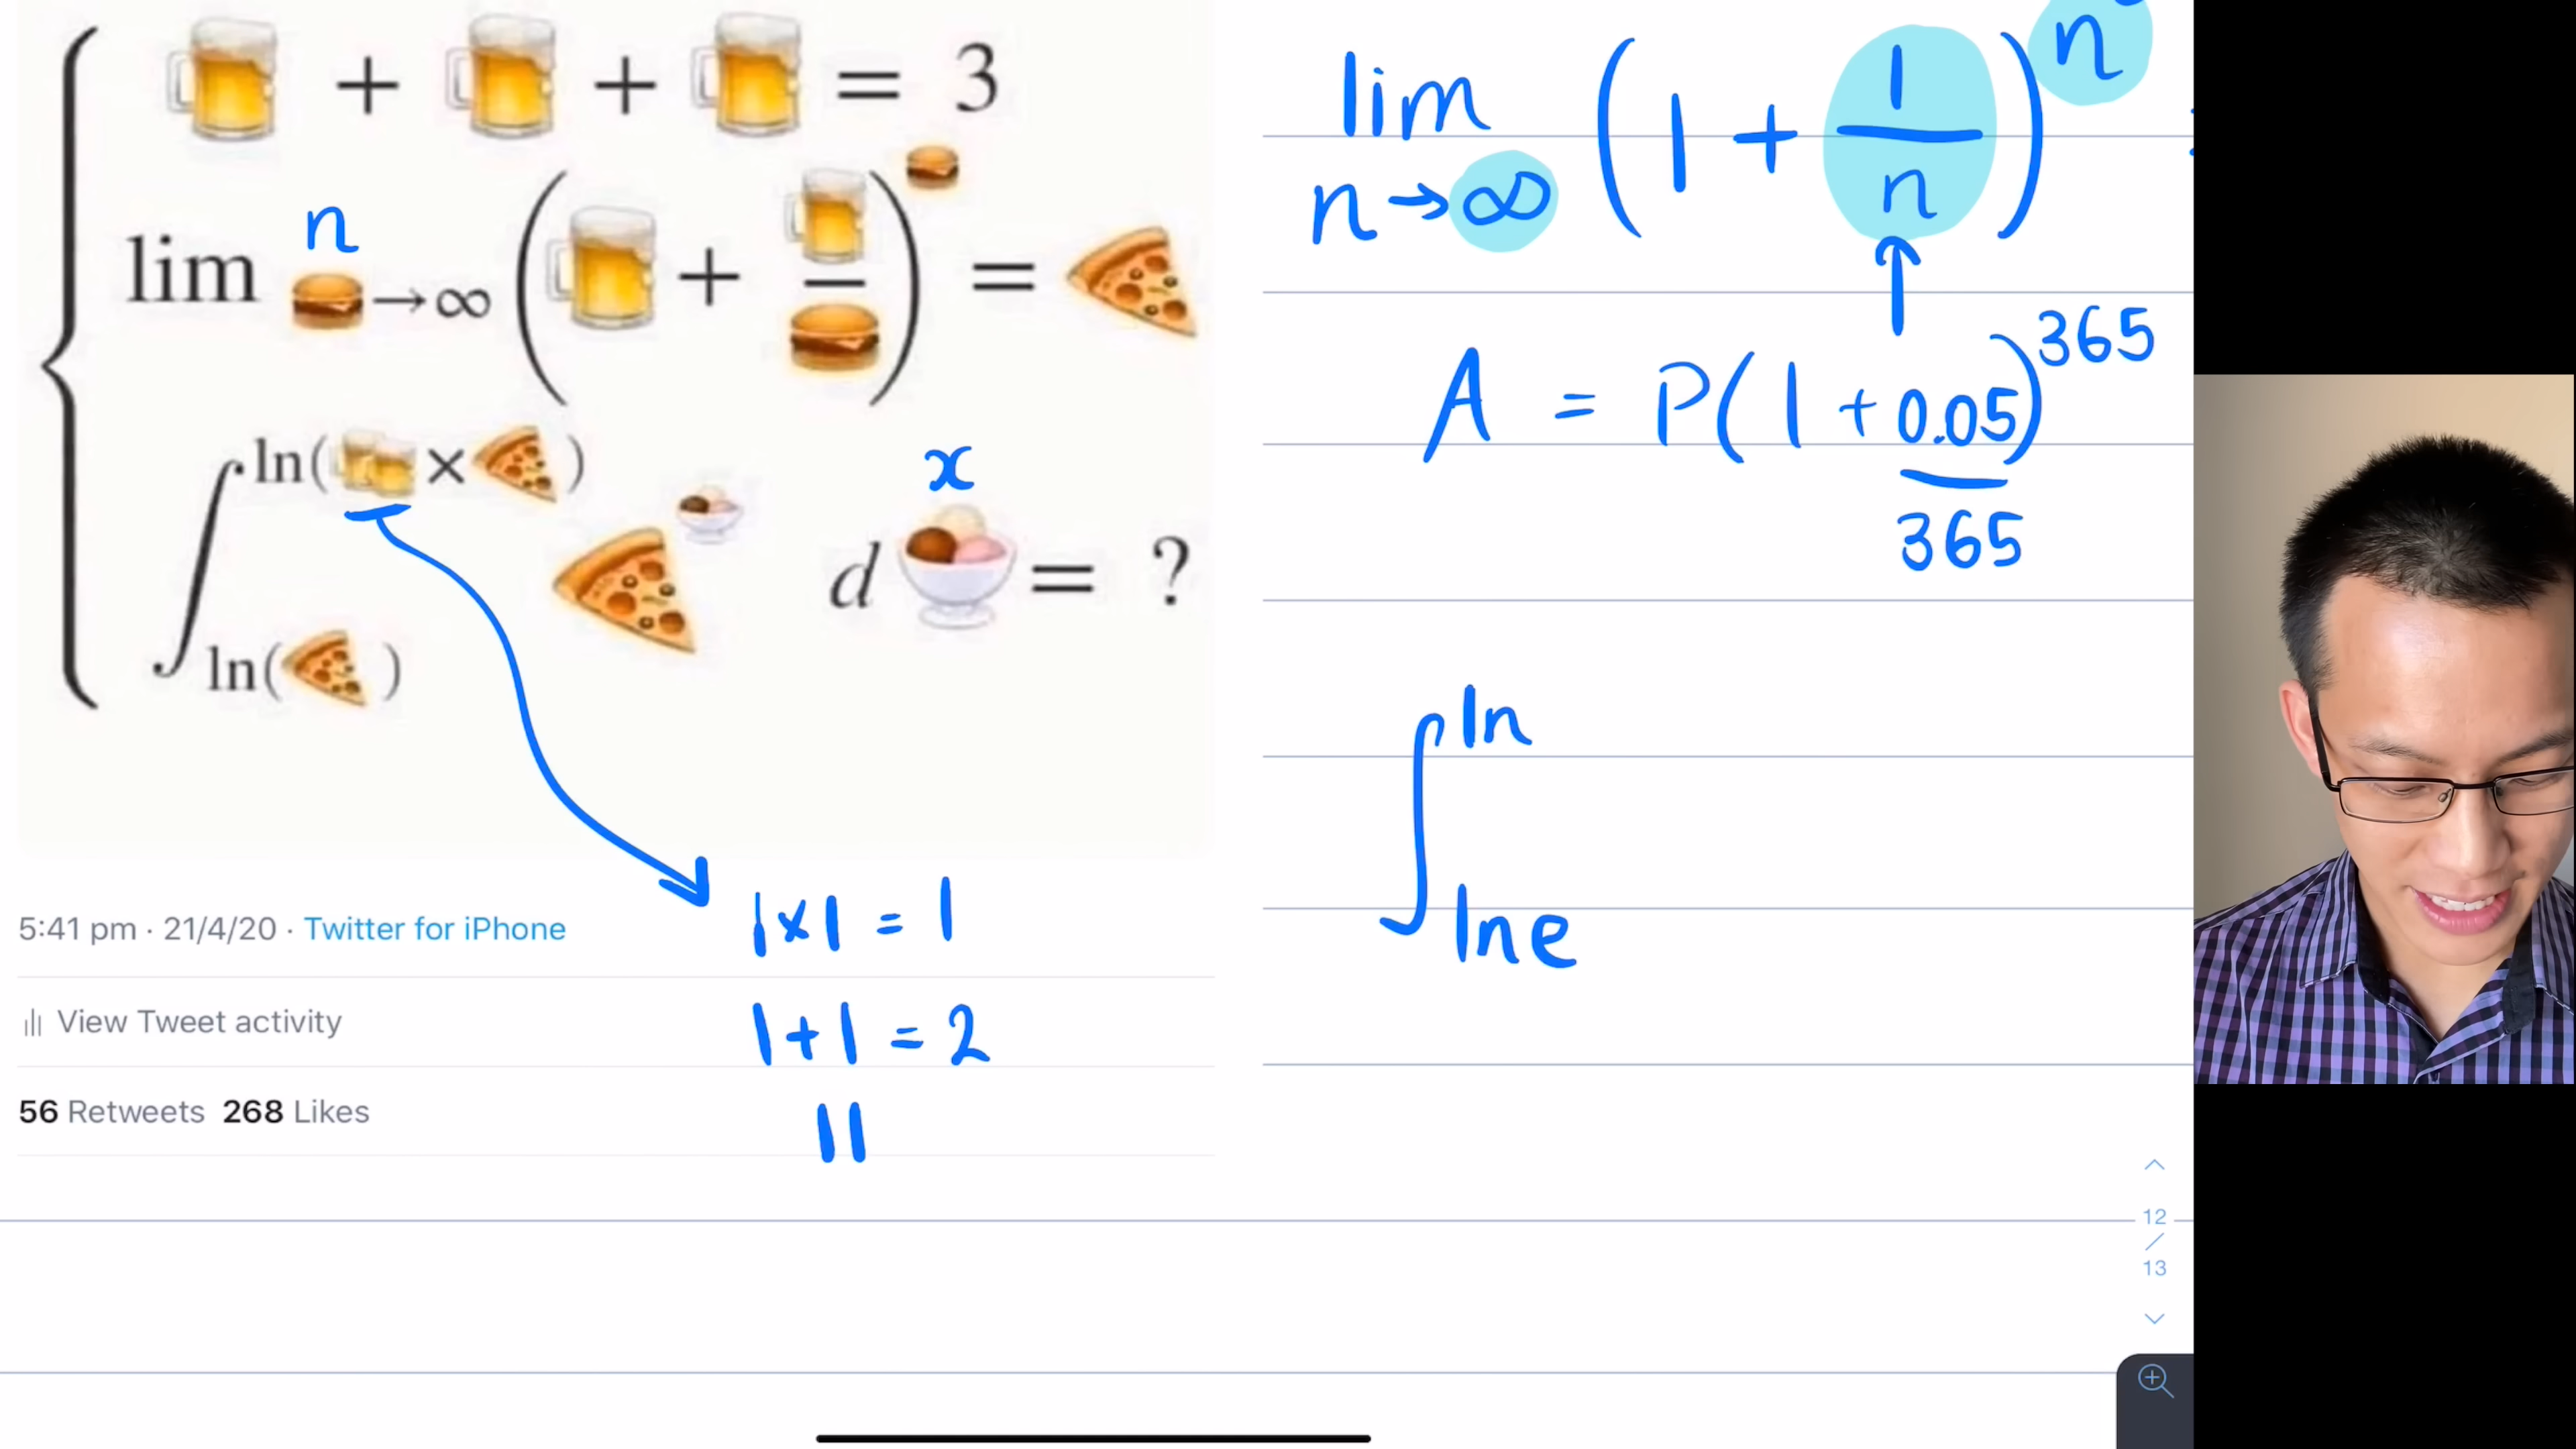 🍺 + 🍺 + 🍺 = 3
n
lim 🍔→∞ (🍺 + 🍺/🍔)^🍔 = 🍕
∫_{ln(🍕)}^{ln(🍻×🍕)} 🍕^🍨 d🍨 = ?
x
5:41 pm · 21/4/20 · Twitter for iPhone
View Tweet activity
56 Retweets 268 Likes
1×1 = 1
1+1 = 2
11
lim n→∞ (1 + 1/n)^n
A = P(1 + 0.05/365)^365
∫ ln
ln e
12
/
13